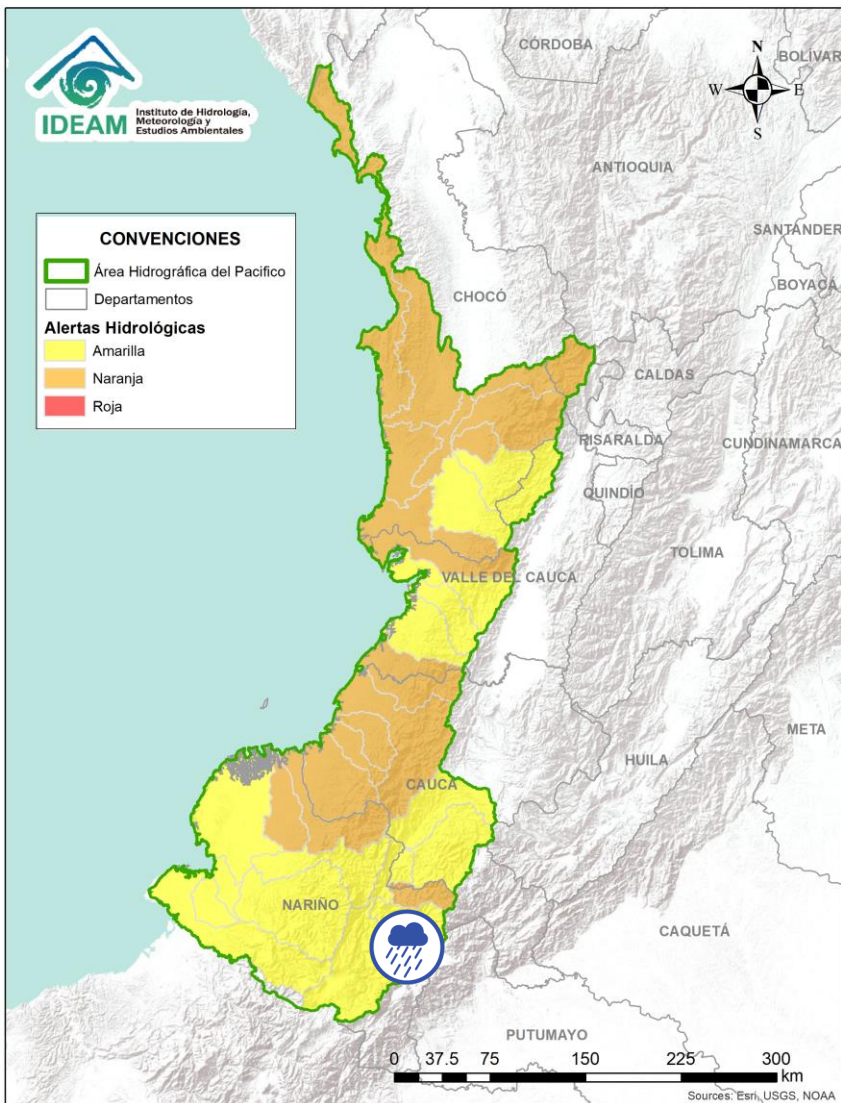 IDEAM
Instituto de Hidrología,
Meteorología y
Estudios Ambientales
CÓRDOBA
BOLÍVAR
N
W
E
S
ANTIOQUIA
SANTANDER
BOYACÁ
CONVENCIONES
Área Hidrográfica del Pacifico
Departamentos
Alertas Hidrológicas
Amarilla
Naranja
Roja
CHOCÓ
CALDAS
RISARALDA
CUNDINAMARCA
QUINDÍO
TOLIMA
VALLE DEL CAUCA
META
HUILA
CAUCA
NARIÑO
CAQUETÁ
PUTUMAYO
0 37.5 75 150 225 300
km
Sources: Esri, USGS, NOAA